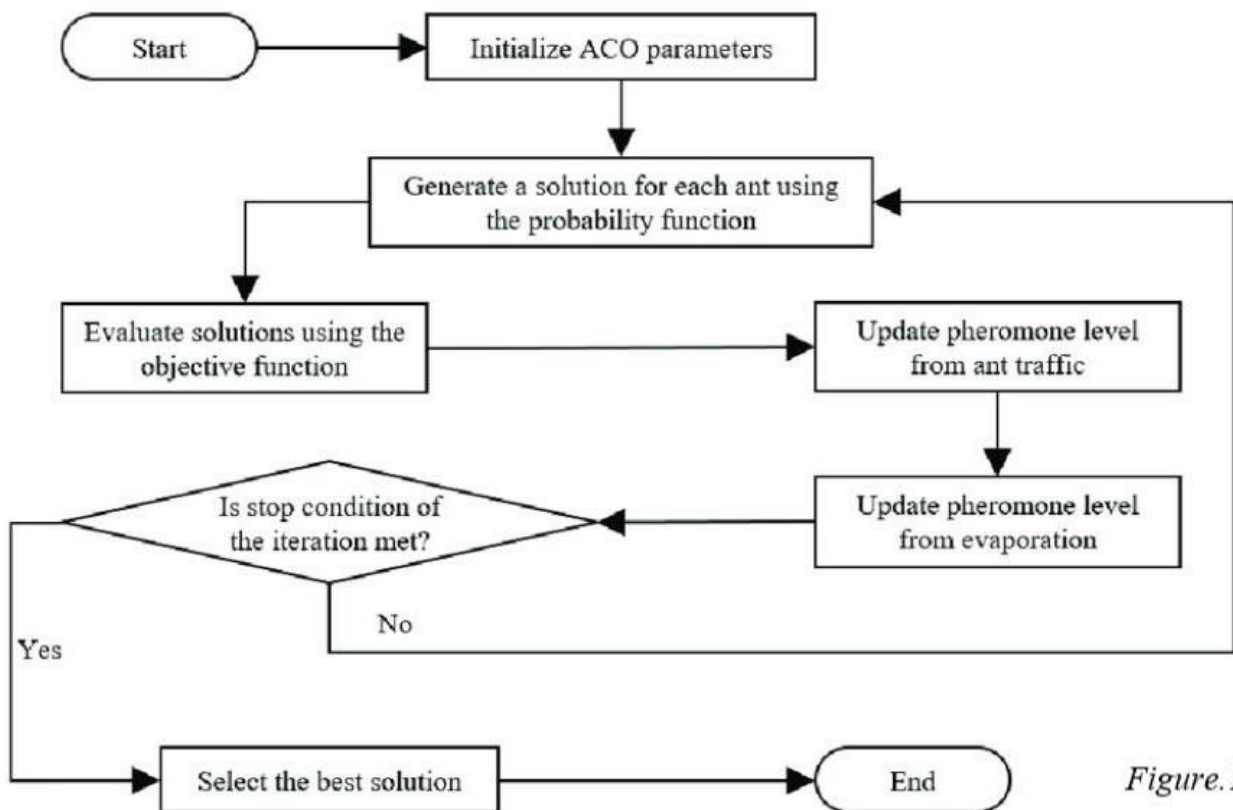 Start
Initialize ACO parameters
Generate a solution for each ant using
the probability function
Evaluate solutions using the
objective function
Update pheromone level
from ant traffic
Is stop condition of
the iteration met?
Update pheromone level
from evaporation
No
Yes
Select the best solution
End
Figure.